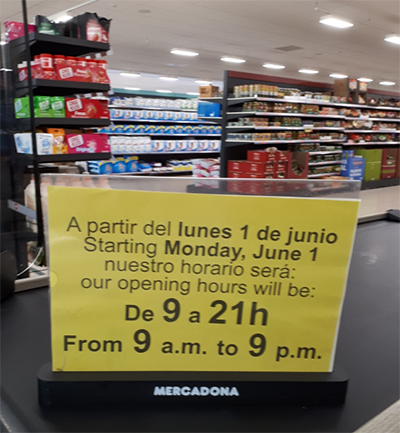 A partir del lunes 1 de junio
Starting Monday, June 1
nuestro horario será:
our opening hours will be:
De 9 a 21h
From 9 a.m. to 9 p.m.
MERCADONA